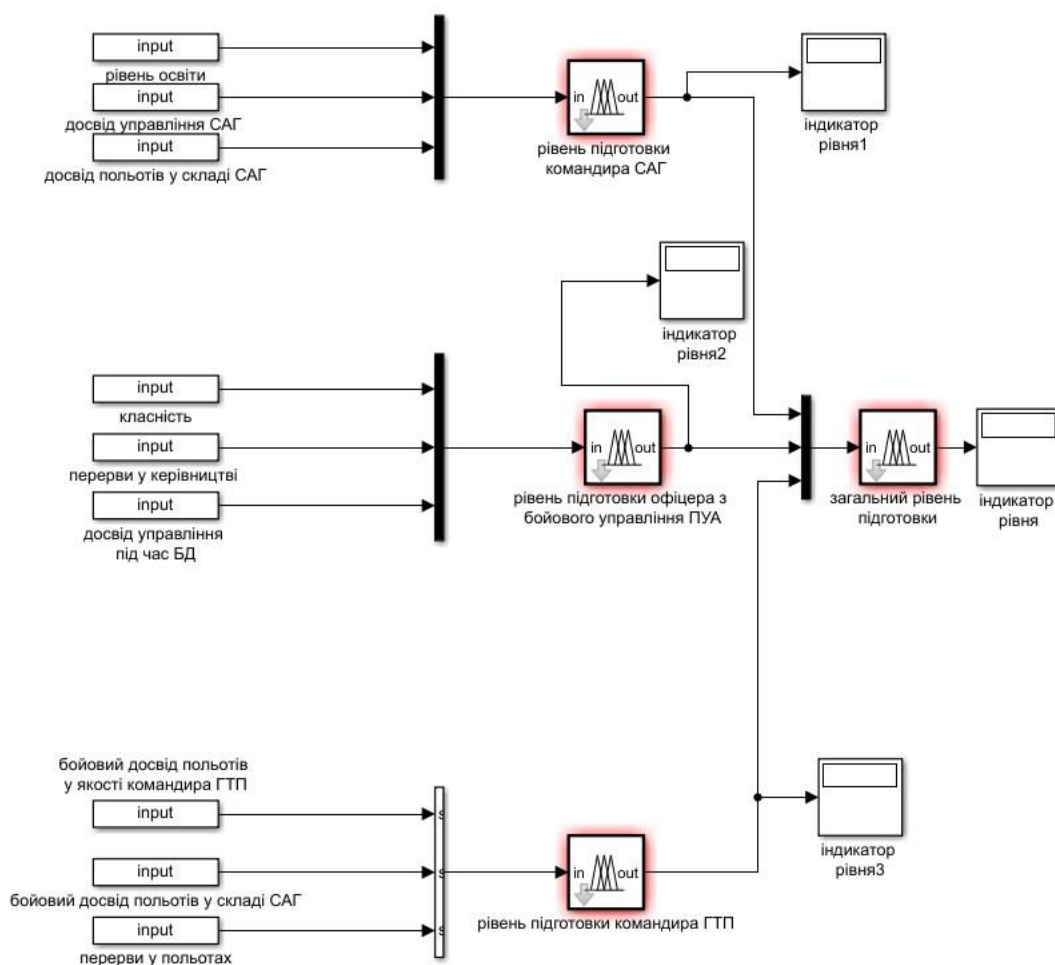 input
рівень освіти
input
досвід управління САГ
input
досвід польотів у складі САГ
in out
рівень підготовки
командира САГ
індикатор
рівня1
індикатор
рівня2
input
класність
input
перерви у керівництві
input
досвід управління
під час БД
in out
рівень підготовки офіцера з
бойового управління ПУА
in out
загальний рівень
підготовки
індикатор
рівня
бойовий досвід польотів
у якості командира ГТП
input
input
бойовий досвід польотів у складі САГ
input
перерви у польотах
s
s
s
in out
рівень підготовки командира ГТП
індикатор
рівня3